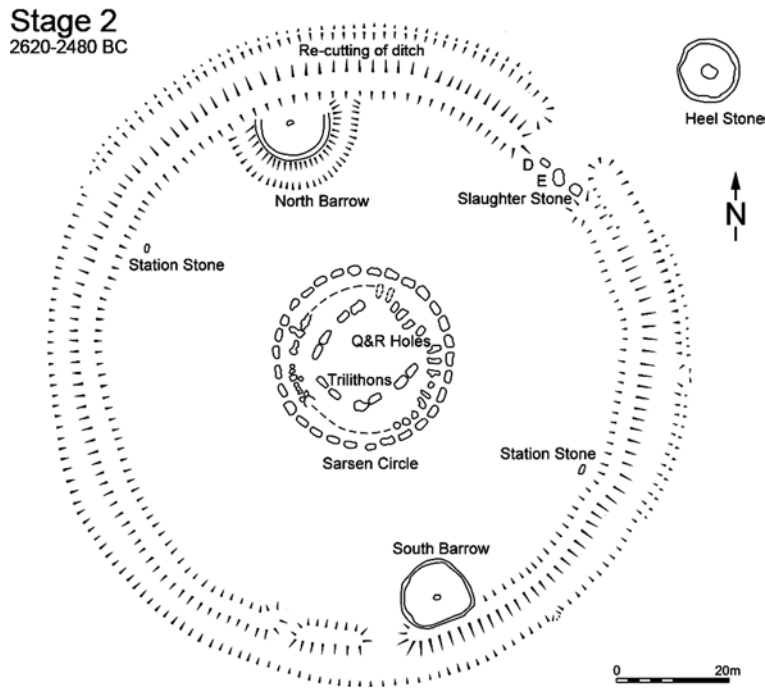 Stage 2
2620-2480 BC
Re-cutting of ditch
Heel Stone
D
E
Slaughter Stone
North Barrow
N
Station Stone
Q&R Holes
Trilithons
Sarsen Circle
Station Stone
South Barrow
0 20m